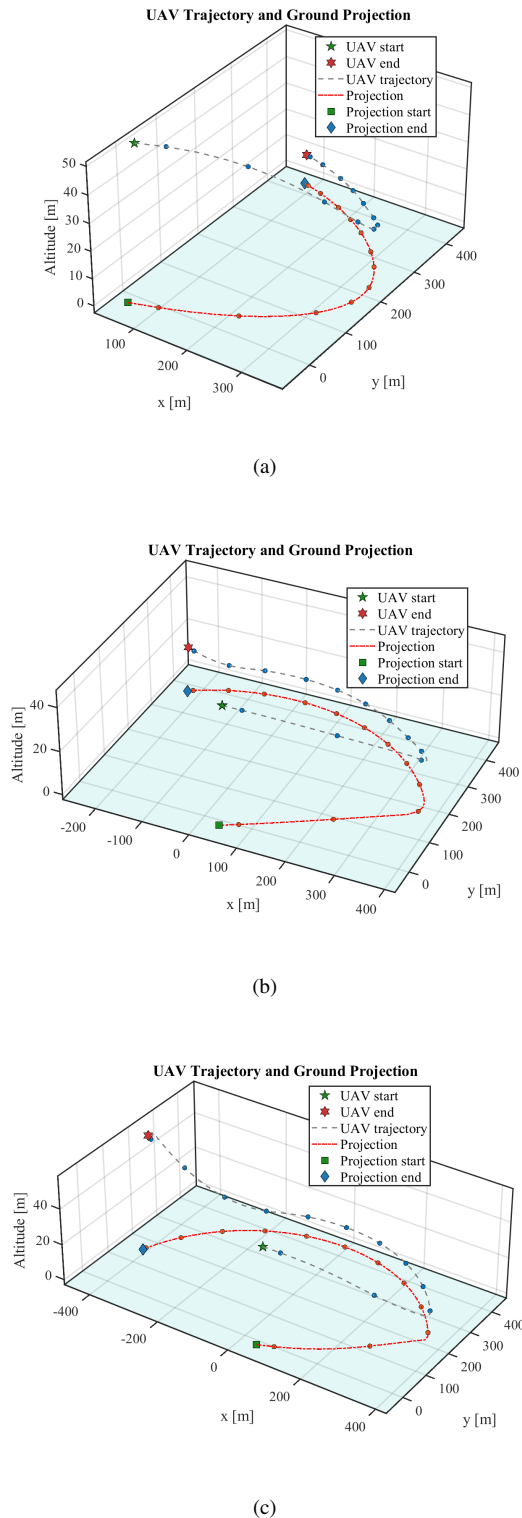 UAV Trajectory and Ground Projection
UAV start
UAV end
UAV trajectory
Projection
Projection start
Projection end
50
40
30
20
10
0
Altitude [m]
100
200
300
x [m]
0
100
200
300
400
y [m]
(a)
UAV Trajectory and Ground Projection
UAV start
UAV end
UAV trajectory
Projection
Projection start
Projection end
40
20
0
Altitude [m]
-200
-100
0
100
200
300
400
x [m]
0
100
200
300
400
y [m]
(b)
UAV Trajectory and Ground Projection
UAV start
UAV end
UAV trajectory
Projection
Projection start
Projection end
40
20
0
Altitude [m]
-400
-200
0
200
400
x [m]
0
100
200
300
400
y [m]
(c)